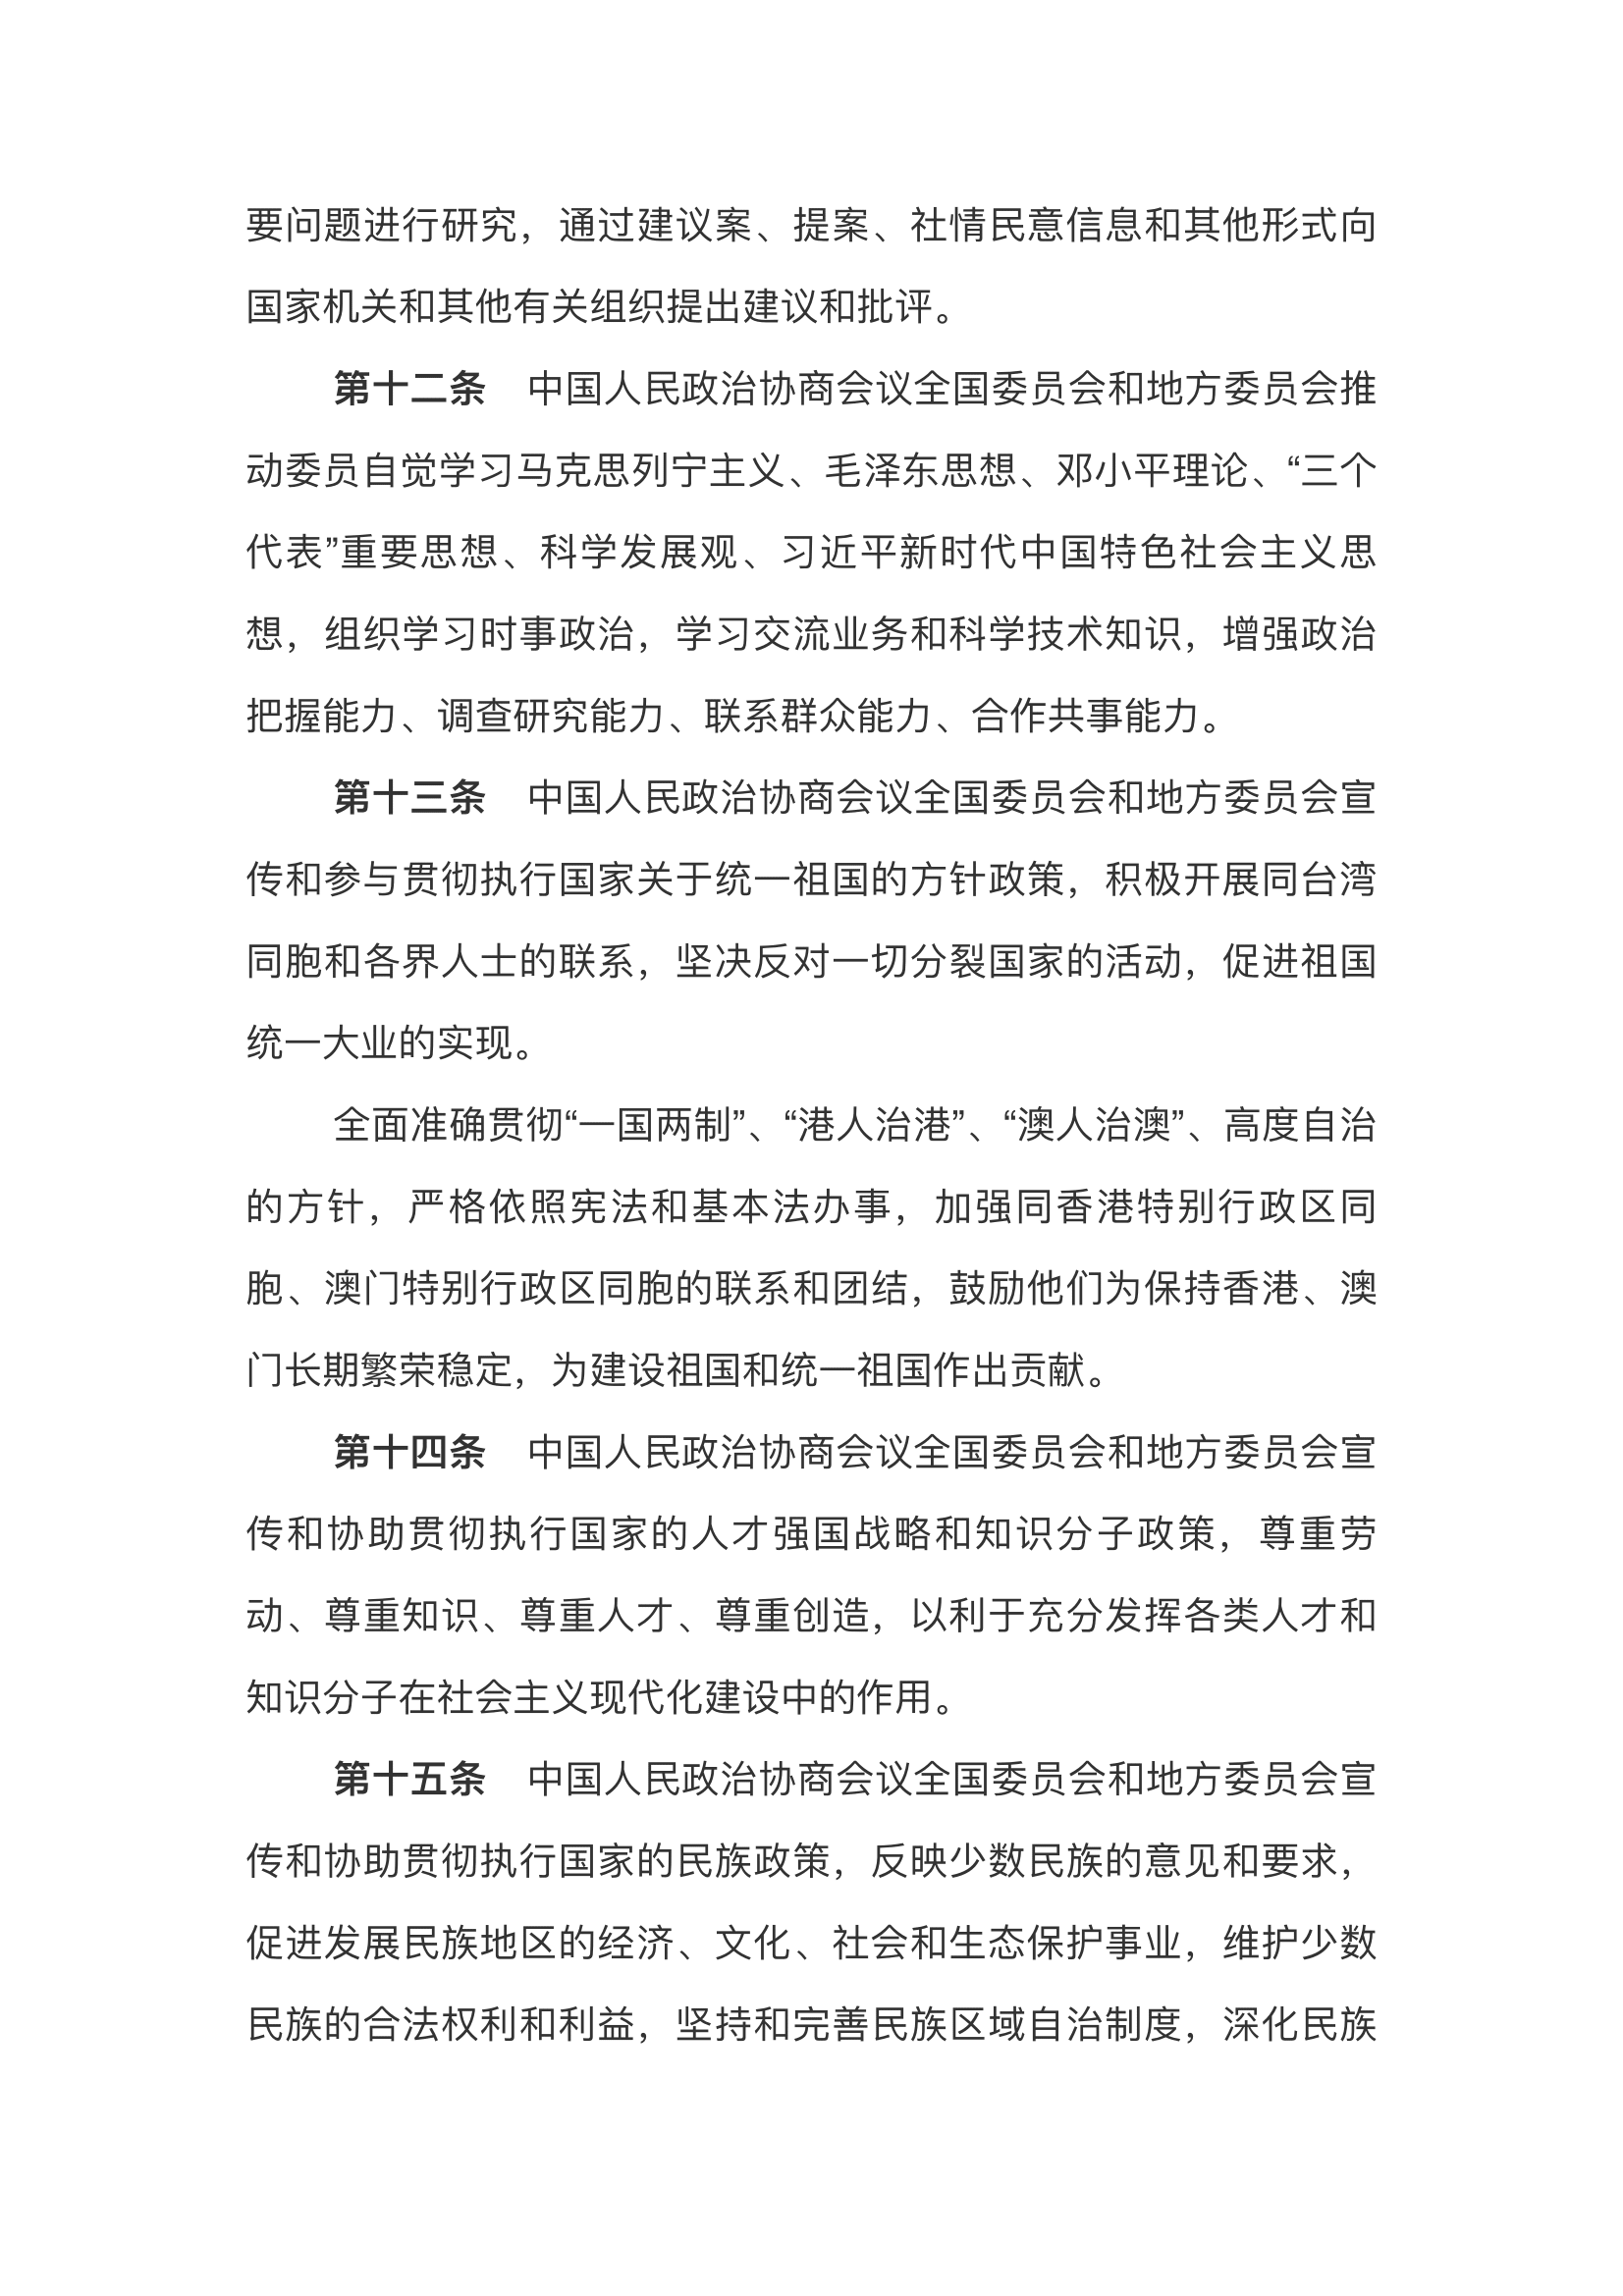 要问题进行研究，通过建议案、提案、社情民意信息和其他形式向
国家机关和其他有关组织提出建议和批评。
第十二条　中国人民政治协商会议全国委员会和地方委员会推
动委员自觉学习马克思列宁主义、毛泽东思想、邓小平理论、“三个
代表”重要思想、科学发展观、习近平新时代中国特色社会主义思
想，组织学习时事政治，学习交流业务和科学技术知识，增强政治
把握能力、调查研究能力、联系群众能力、合作共事能力。
第十三条　中国人民政治协商会议全国委员会和地方委员会宣
传和参与贯彻执行国家关于统一祖国的方针政策，积极开展同台湾
同胞和各界人士的联系，坚决反对一切分裂国家的活动，促进祖国
统一大业的实现。
全面准确贯彻“一国两制”、“港人治港”、“澳人治澳”、高度自治
的方针，严格依照宪法和基本法办事，加强同香港特别行政区同
胞、澳门特别行政区同胞的联系和团结，鼓励他们为保持香港、澳
门长期繁荣稳定，为建设祖国和统一祖国作出贡献。
第十四条　中国人民政治协商会议全国委员会和地方委员会宣
传和协助贯彻执行国家的人才强国战略和知识分子政策，尊重劳
动、尊重知识、尊重人才、尊重创造，以利于充分发挥各类人才和
知识分子在社会主义现代化建设中的作用。
第十五条　中国人民政治协商会议全国委员会和地方委员会宣
传和协助贯彻执行国家的民族政策，反映少数民族的意见和要求，
促进发展民族地区的经济、文化、社会和生态保护事业，维护少数
民族的合法权利和利益，坚持和完善民族区域自治制度，深化民族